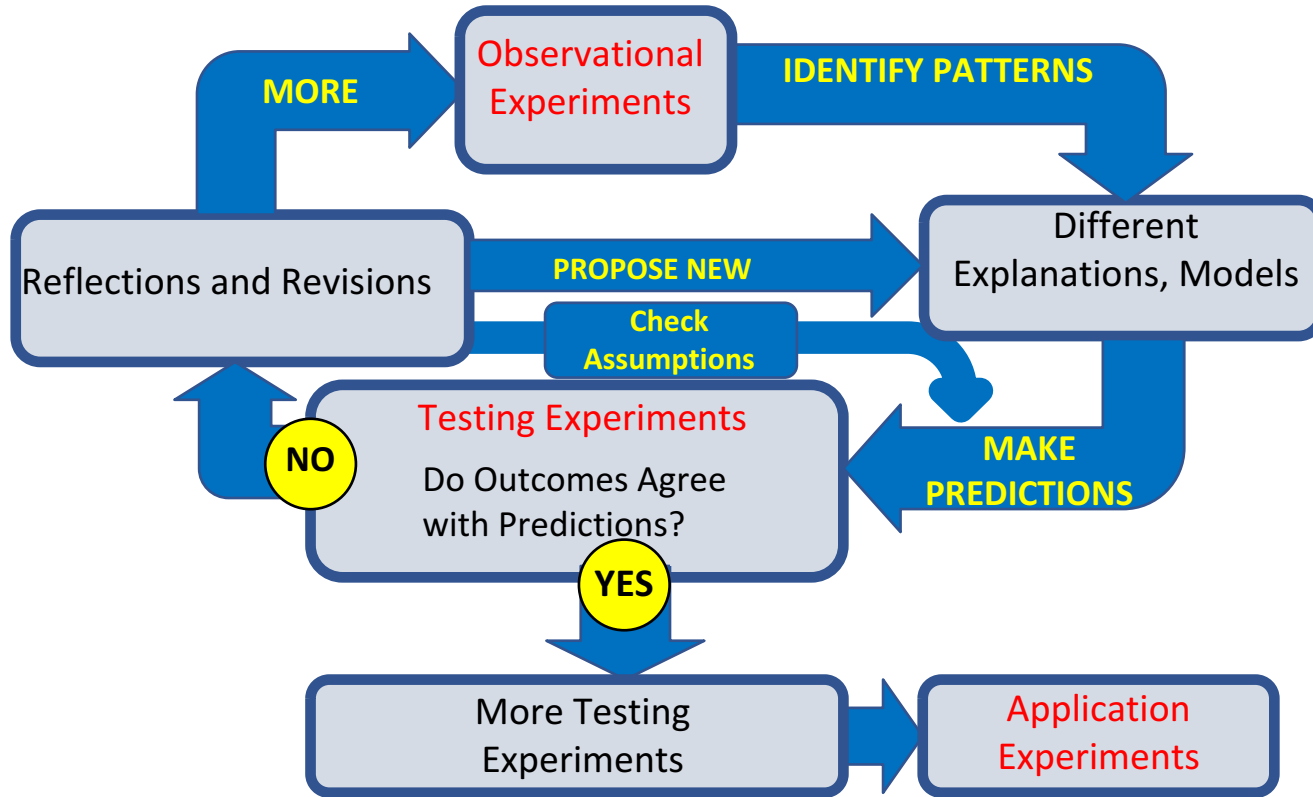 Observational
Experiments
MORE
IDENTIFY PATTERNS
Different
Explanations, Models
Reflections and Revisions
PROPOSE NEW
Check
Assumptions
MAKE
PREDICTIONS
Testing Experiments
Do Outcomes Agree
with Predictions?
NO
YES
More Testing
Experiments
Application
Experiments